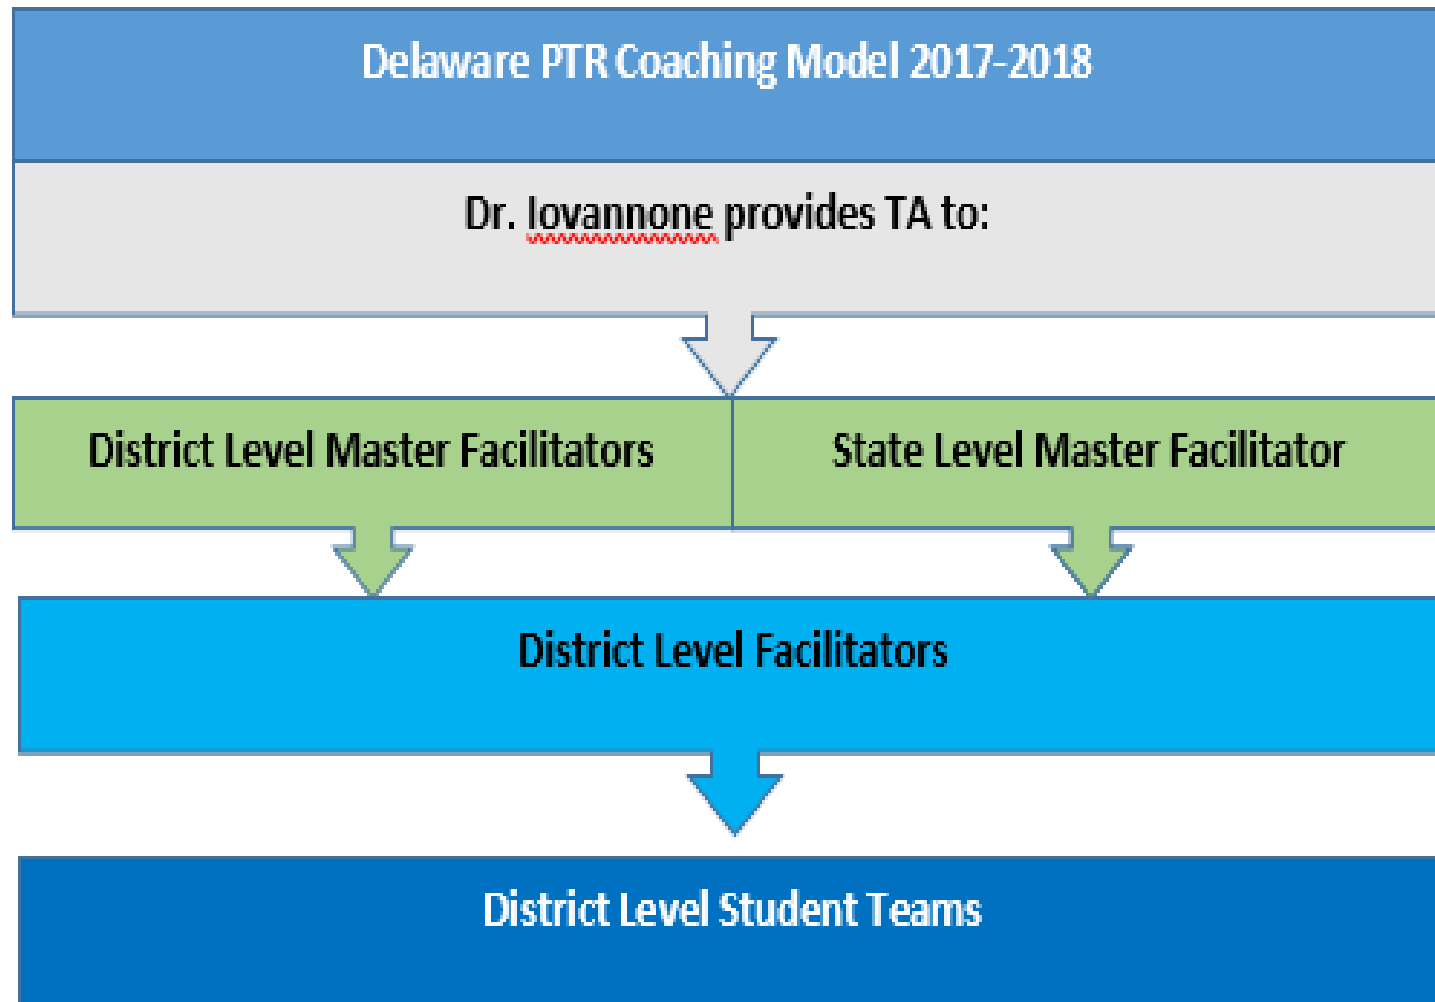 Delaware PTR Coaching Model 2017-2018
Dr. Iovannone provides TA to:
District Level Master Facilitators
State Level Master Facilitator
District Level Facilitators
District Level Student Teams